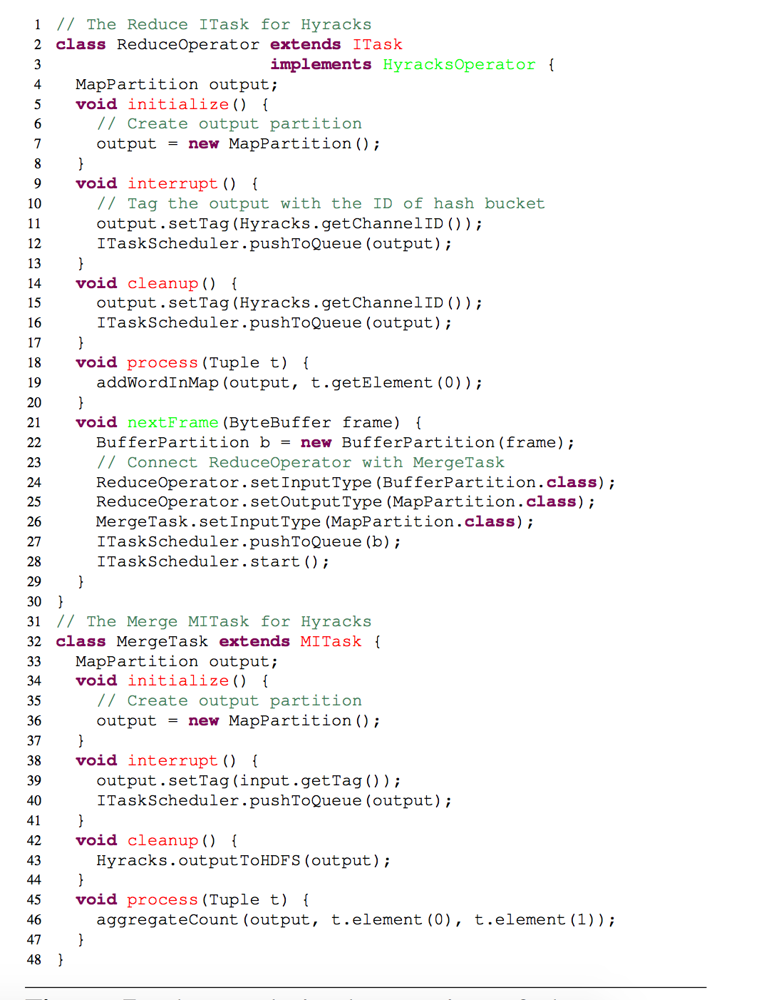 1 // The Reduce ITask for Hyracks
2 class ReduceOperator extends ITask
3 implements HyracksOperator {
4 MapPartition output;
5 void initialize() {
6 // Create output partition
7 output = new MapPartition();
8 }
9 void interrupt() {
10 // Tag the output with the ID of hash bucket
11 output.setTag(Hyracks.getChannelID());
12 ITaskScheduler.pushToQueue(output);
13 }
14 void cleanup() {
15 output.setTag(Hyracks.getChannelID());
16 ITaskScheduler.pushToQueue(output);
17 }
18 void process(Tuple t) {
19 addWordInMap(output, t.getElement(0));
20 }
21 void nextFrame(ByteBuffer frame) {
22 BufferPartition b = new BufferPartition(frame);
23 // Connect ReduceOperator with MergeTask
24 ReduceOperator.setInputType(BufferPartition.class);
25 ReduceOperator.setOutputType(MapPartition.class);
26 MergeTask.setInputType(MapPartition.class);
27 ITaskScheduler.pushToQueue(b);
28 ITaskScheduler.start();
29 }
30 }
31 // The Merge MITask for Hyracks
32 class MergeTask extends MITask {
33 MapPartition output;
34 void initialize() {
35 // Create output partition
36 output = new MapPartition();
37 }
38 void interrupt() {
39 output.setTag(input.getTag());
40 ITaskScheduler.pushToQueue(output);
41 }
42 void cleanup() {
43 Hyracks.outputToHDFS(output);
44 }
45 void process(Tuple t) {
46 aggregateCount(output, t.element(0), t.element(1));
47 }
48 }